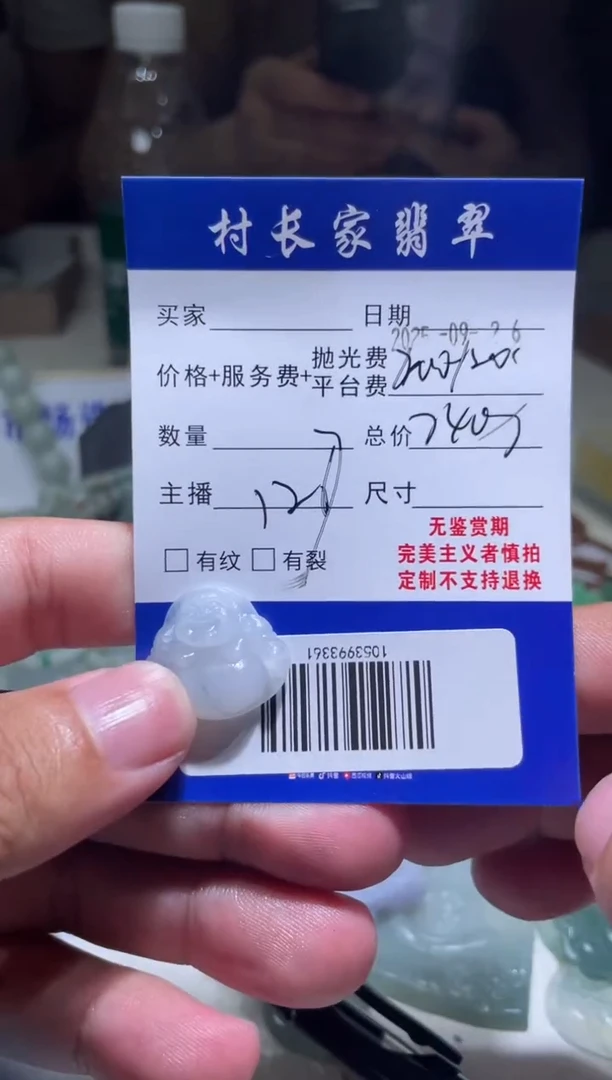 村长家翡翠
买家 日期 2025-09-26
价格+服务费+抛光费平台费
数量 总价
主播 尺寸
无鉴赏期
□有纹 □有裂 完美主义者慎拍
定制不支持退换
1053993361